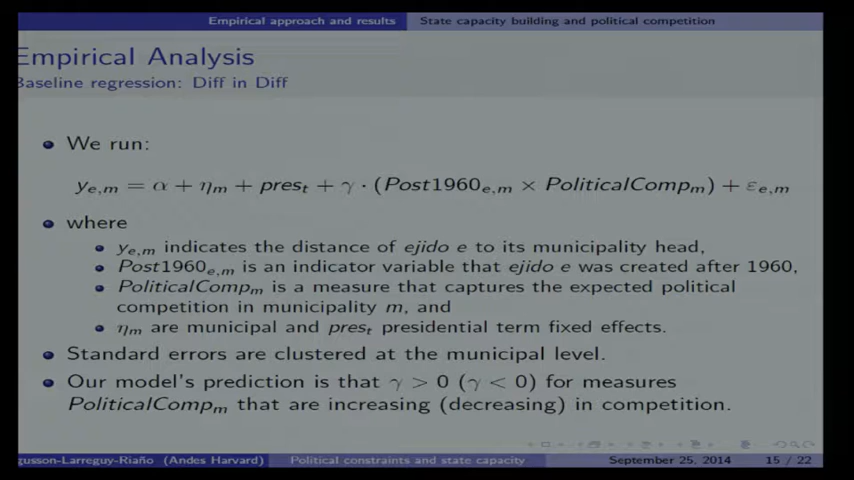 Empirical approach and results State capacity building and political competition
Empirical Analysis
Baseline regression: Diff in Diff
We run:
y_{e,m} = α + η_m + pres_t + γ · (Post1960_{e,m} × PoliticalComp_m) + ε_{e,m}
where
y_{e,m} indicates the distance of ejido e to its municipality head,
Post1960_{e,m} is an indicator variable that ejido e was created after 1960,
PoliticalComp_m is a measure that captures the expected political
competition in municipality m, and
η_m are municipal and pres_t presidential term fixed effects.
Standard errors are clustered at the municipal level.
Our model's prediction is that γ > 0 (γ < 0) for measures
PoliticalComp_m that are increasing (decreasing) in competition.
gusson-Larreguy-Riaño (Andes Harvard) Political constraints and state capacity September 25, 2014 15 / 22